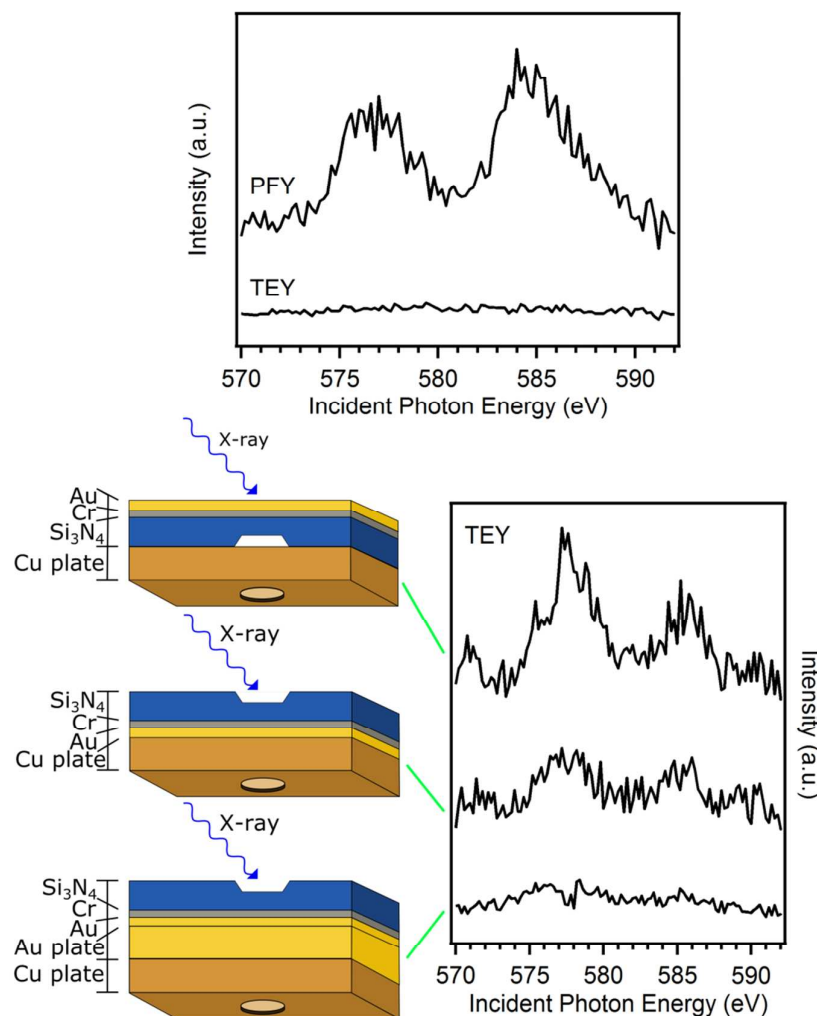 Intensity (a.u.)
PFY
TEY
570 575 580 585 590
Incident Photon Energy (eV)
X-ray
Au
Cr
Si₃N₄
Cu plate
X-ray
Si₃N₄
Cr
Au
Cu plate
X-ray
Si₃N₄
Cr
Au
Au plate
Cu plate
TEY
Intensity (a.u.)
570 575 580 585 590
Incident Photon Energy (eV)